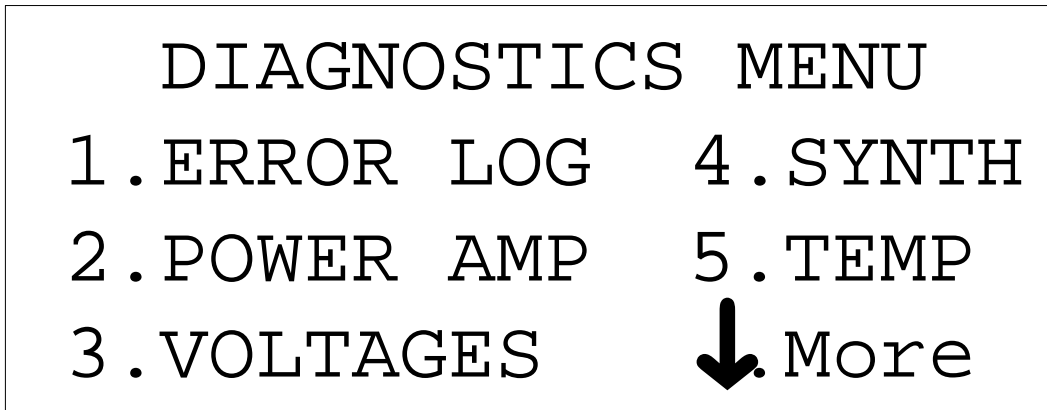 DIAGNOSTICS MENU
1.ERROR LOG 4.SYNTH
2.POWER AMP 5.TEMP
3.VOLTAGES ↓.More